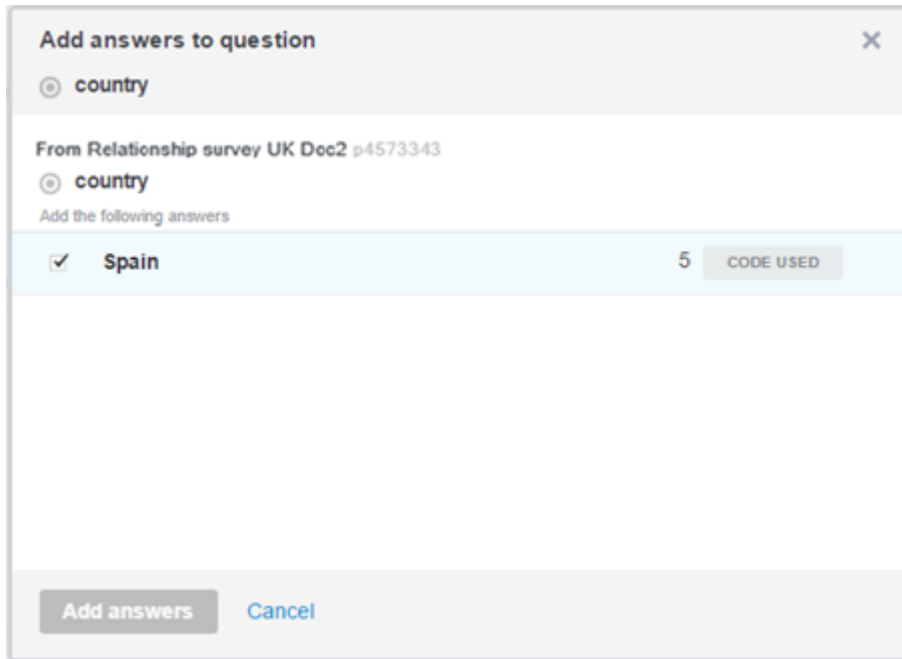 Add answers to question
country
From Relationship survey UK Doc2 p4573343
country
Add the following answers
Spain 5 CODE USED
Add answers Cancel